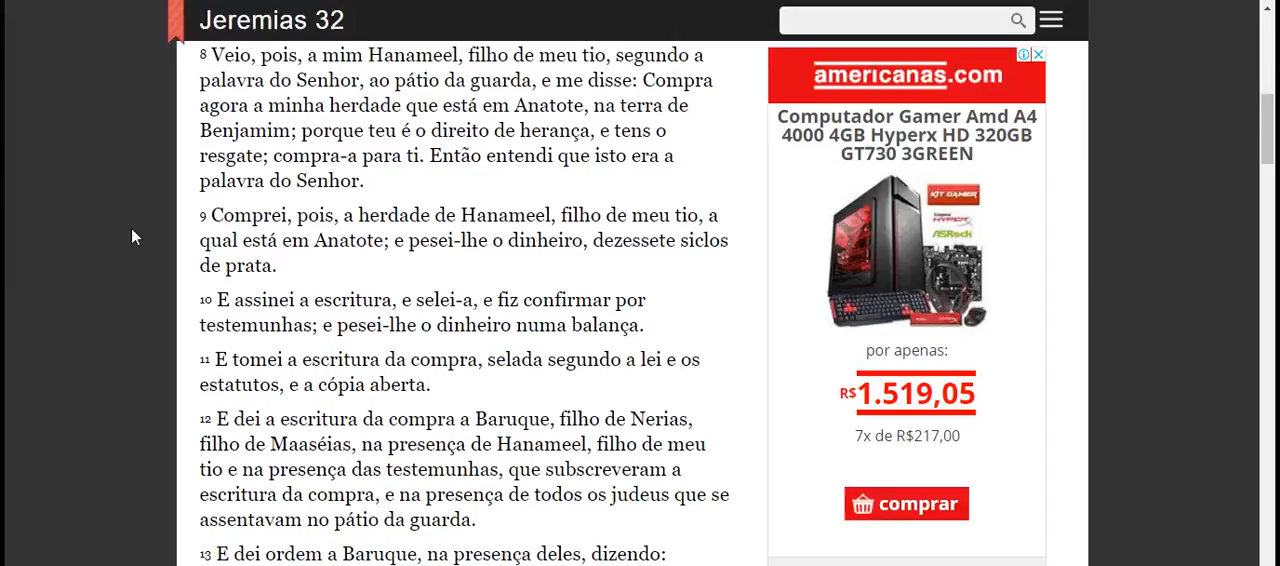 Jeremias 32
8 Veio, pois, a mim Hanameel, filho de meu tio, segundo a
palavra do Senhor, ao pátio da guarda, e me disse: Compra
agora a minha herdade que está em Anatote, na terra de
Benjamim; porque teu é o direito de herança, e tens o
resgate; compra-a para ti. Então entendi que isto era a
palavra do Senhor.
9 Comprei, pois, a herdade de Hanameel, filho de meu tio, a
qual está em Anatote; e pesei-lhe o dinheiro, dezessete siclos
de prata.
10 E assinei a escritura, e selei-a, e fiz confirmar por
testemunhas; e pesei-lhe o dinheiro numa balança.
11 E tomei a escritura da compra, selada segundo a lei e os
estatutos, e a cópia aberta.
12 E dei a escritura da compra a Baruque, filho de Nerias,
filho de Maaséias, na presença de Hanameel, filho de meu
tio e na presença das testemunhas, que subscreveram a
escritura da compra, e na presença de todos os judeus que se
assentavam no pátio da guarda.
13 E dei ordem a Baruque, na presença deles, dizendo:
americanas.com
Computador Gamer Amd A4
4000 4GB Hyperx HD 320GB
GT730 3GREEN
KIT GAMER
HYPERX
ASRock
por apenas:
R$1.519,05
7x de R$217,00
comprar